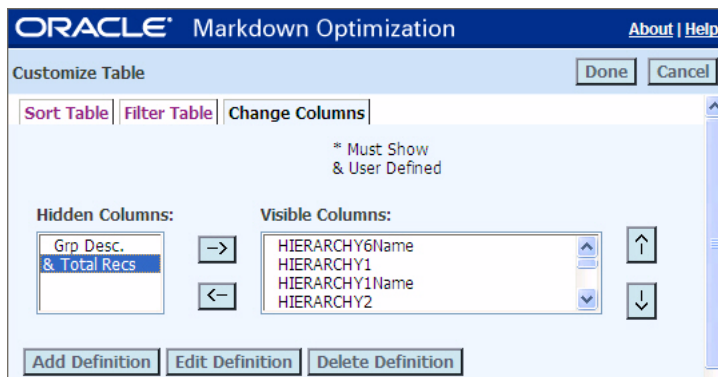 ORACLE® Markdown Optimization About | Help
Customize Table Done Cancel
Sort Table Filter Table Change Columns
* Must Show
& User Defined
Hidden Columns: Visible Columns:
Grp Desc. --> HIERARCHY6Name
& Total Recs HIERARCHY1
HIERARCHY1Name
<-- HIERARCHY2
Add Definition Edit Definition Delete Definition